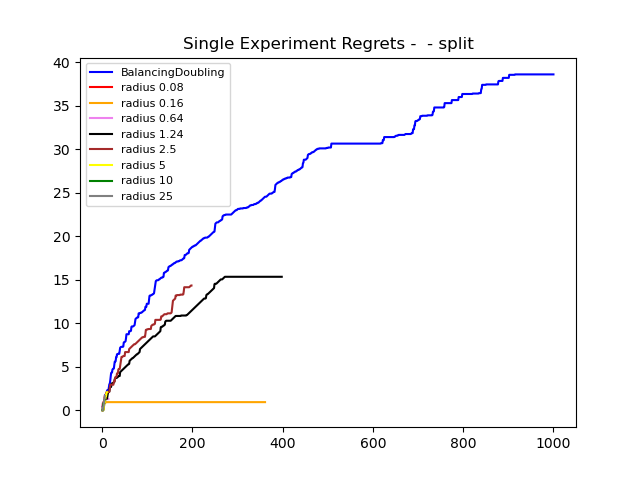 Single Experiment Regrets -  - split
40
35
30
25
20
15
10
5
0
BalancingDoubling
radius 0.08
radius 0.16
radius 0.64
radius 1.24
radius 2.5
radius 5
radius 10
radius 25
0 200 400 600 800 1000